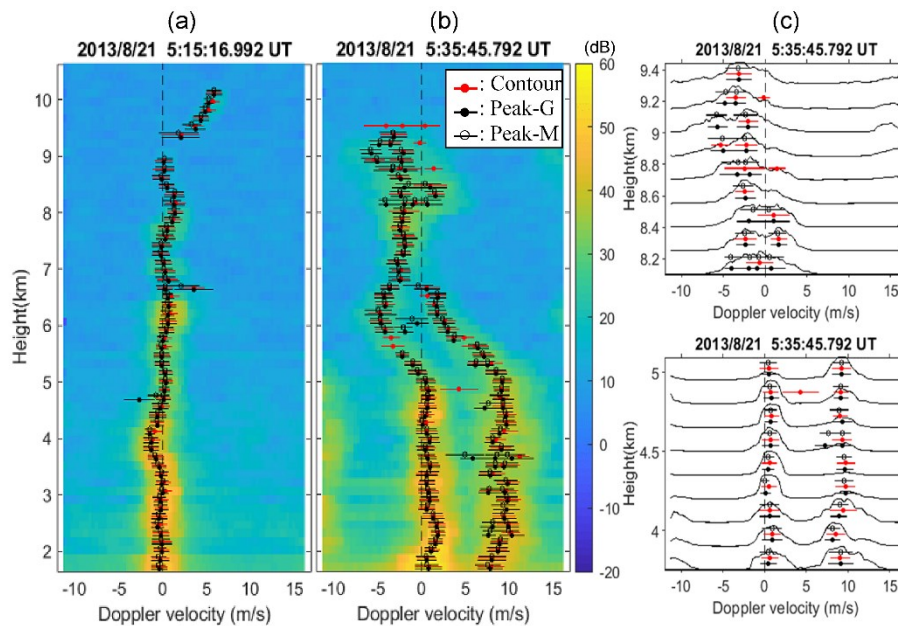 (a) (b) (c)
2013/8/21 5:15:16.992 UT
2013/8/21 5:35:45.792 UT
(dB)
2013/8/21 5:35:45.792 UT
: Contour
: Peak-G
: Peak-M
Height(km)
10
9
8
7
6
5
4
3
2
-10 -5 0 5 10 15
Doppler velocity (m/s)
-10 -5 0 5 10 15
Doppler velocity (m/s)
60
50
40
30
20
10
0
-10
-20
Height(km)
9.4
9.2
9
8.8
8.6
8.4
8.2
-10 -5 0 5 10 15
Doppler velocity (m/s)
2013/8/21 5:35:45.792 UT
Height(km)
5
4.5
4
-10 -5 0 5 10 15
Doppler velocity (m/s)